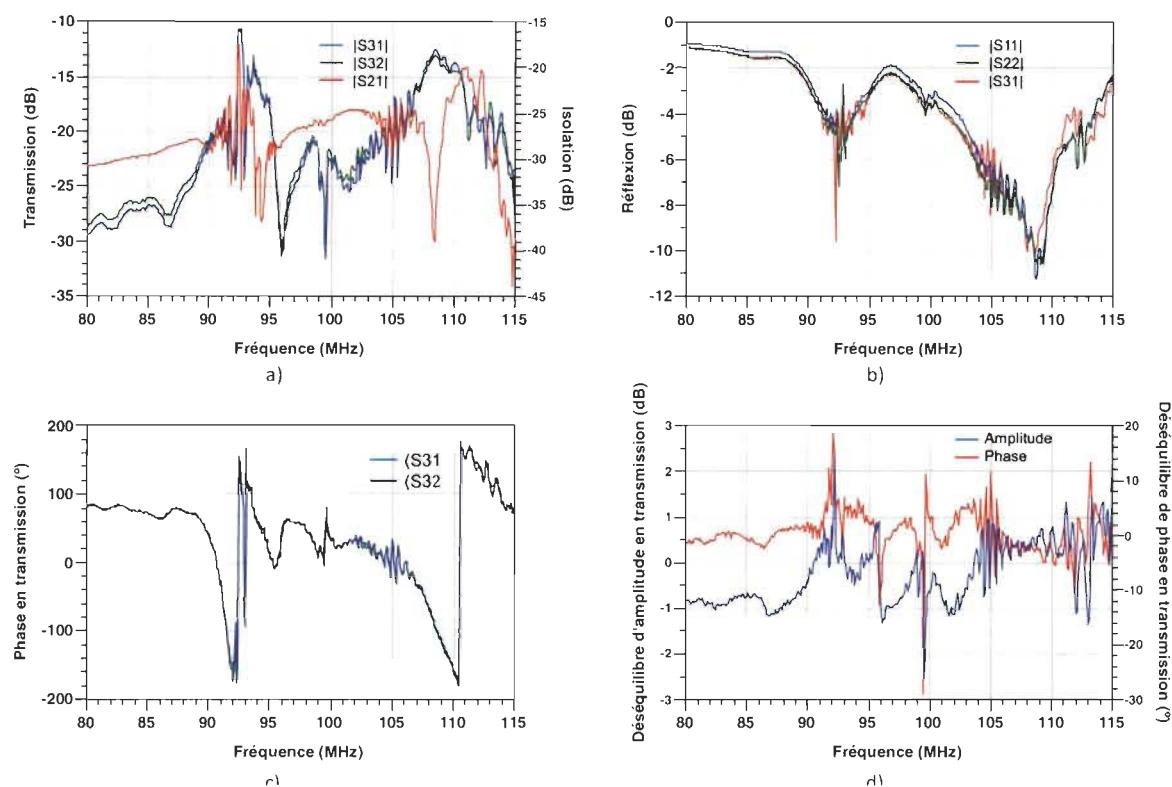 -10
-15
-20
-25
-30
-35
Transmission (dB)
|S31|
|S32|
|S21|
-15
-20
-25
-30
-35
-40
-45
Isolation (dB)
80 85 90 95 100 105 110 115
Fréquence (MHz)
a)
0
-2
-4
-6
-8
-10
-12
Réflexion (dB)
|S11|
|S22|
|S31|
80 85 90 95 100 105 110 115
Fréquence (MHz)
b)
200
100
0
-100
-200
Phase en transmission (°)
⟨S31
⟨S32
80 85 90 95 100 105 110 115
Fréquence (MHz)
c)
3
2
1
0
-1
-2
-3
Déséquilibre d'amplitude en transmission (dB)
Amplitude
Phase
20
10
0
-10
-20
-30
Déséquilibre de phase en transmission (°)
80 85 90 95 100 105 110 115
Fréquence (MHz)
d)